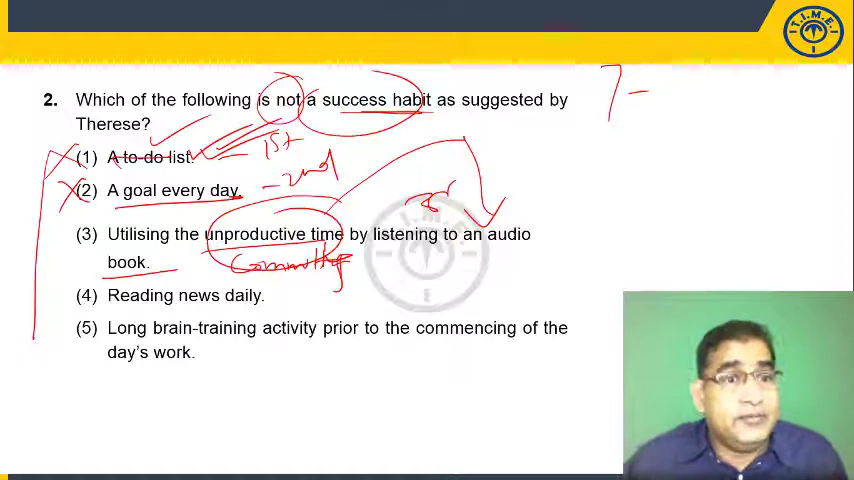 T.I.M.E.
7-
2. Which of the following is not a success habit as suggested by
Therese?
(1) A to-do list. - 1st
(2) A goal every day. - 2nd
(3) Utilising the unproductive time by listening to an audio
book.
(4) Reading news daily.
(5) Long brain-training activity prior to the commencing of the
day's work.